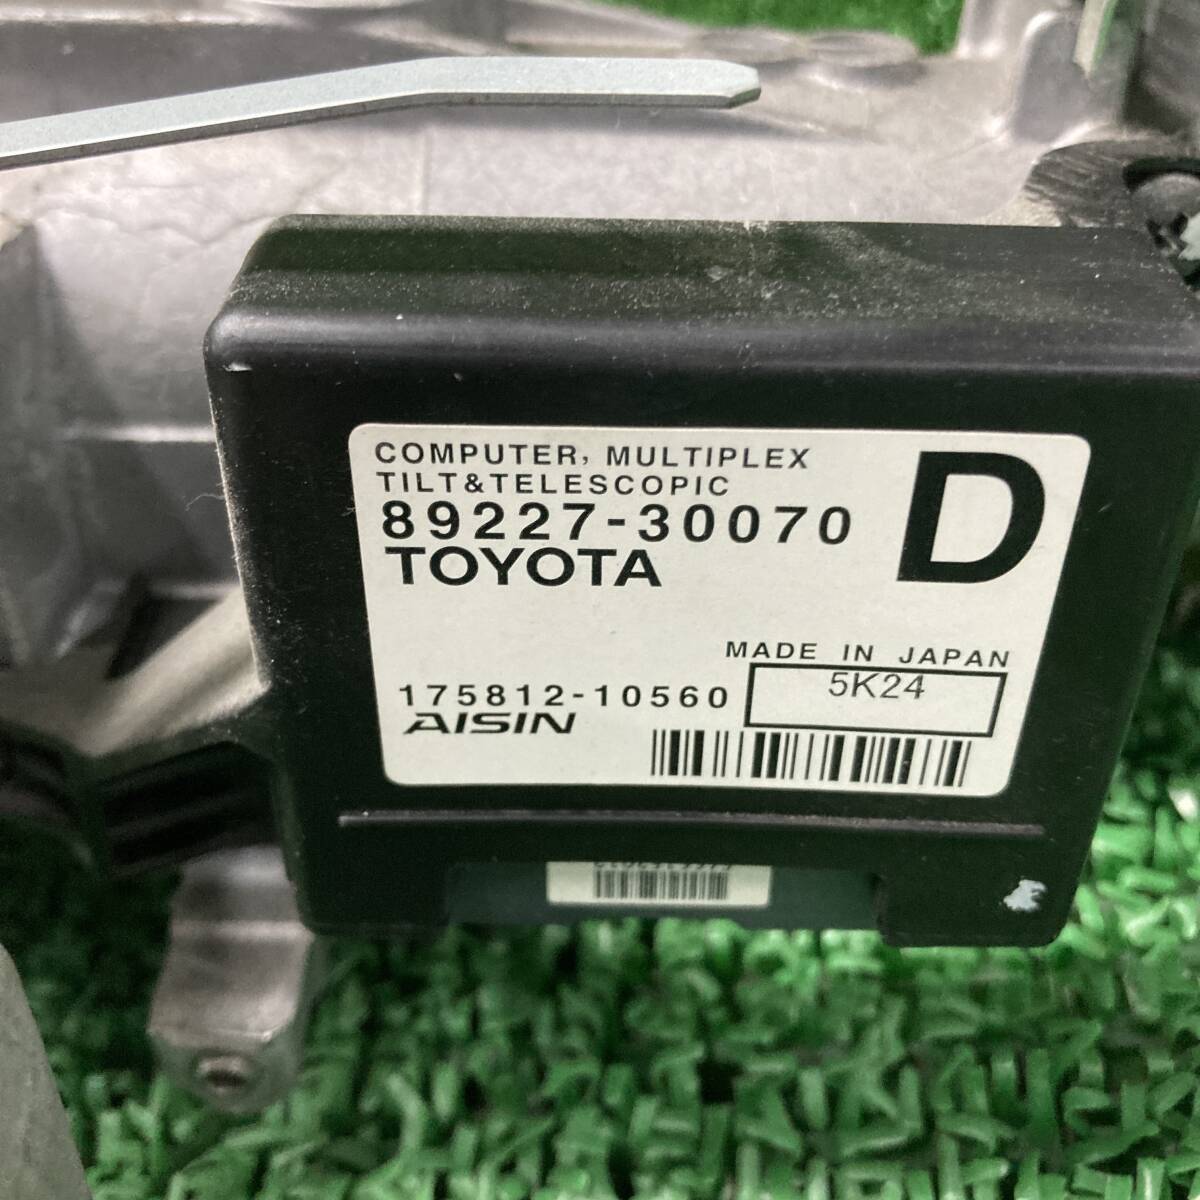 COMPUTER, MULTIPLEX
TILT&TELESCOPIC
89227-30070
TOYOTA
D
MADE IN JAPAN
175812-10560
5K24
AISIN